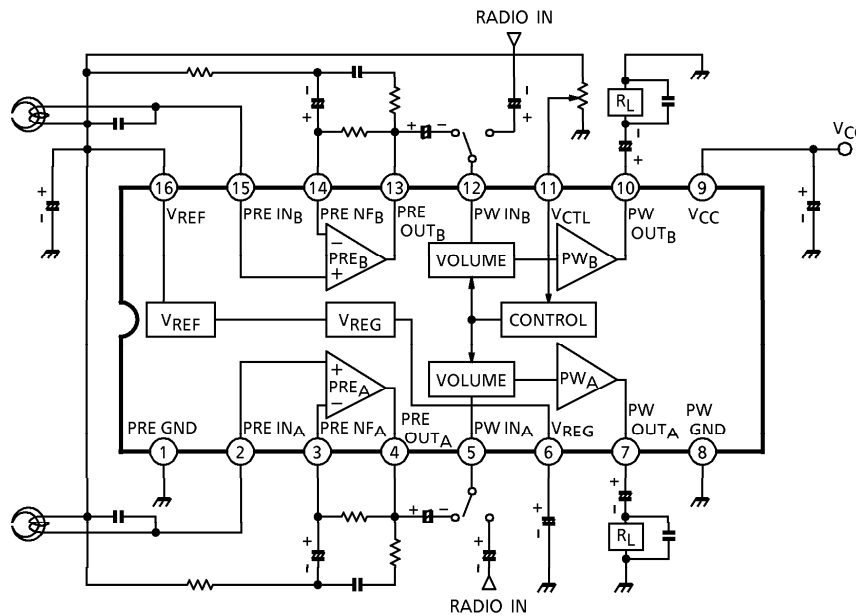 RADIO IN
+
-
-
+
+ -
RL
-
+
VCC
+
-
+
-
16
15
14
13
12
11
10
9
VREF
PRE INB
PRE NFB
PRE OUTB
PW INB
VCTL
PW OUTB
VCC
-
PREB
+
VOLUME
PWB
VREF
VREG
CONTROL
+
PREA
-
VOLUME
PWA
PRE GND
PRE INA
PRE NFA
PRE OUTA
PW INA
VREG
PW OUTA
PW GND
1
2
3
4
5
6
7
8
+ -
+
-
+
-
+
-
+
-
RL
RADIO IN